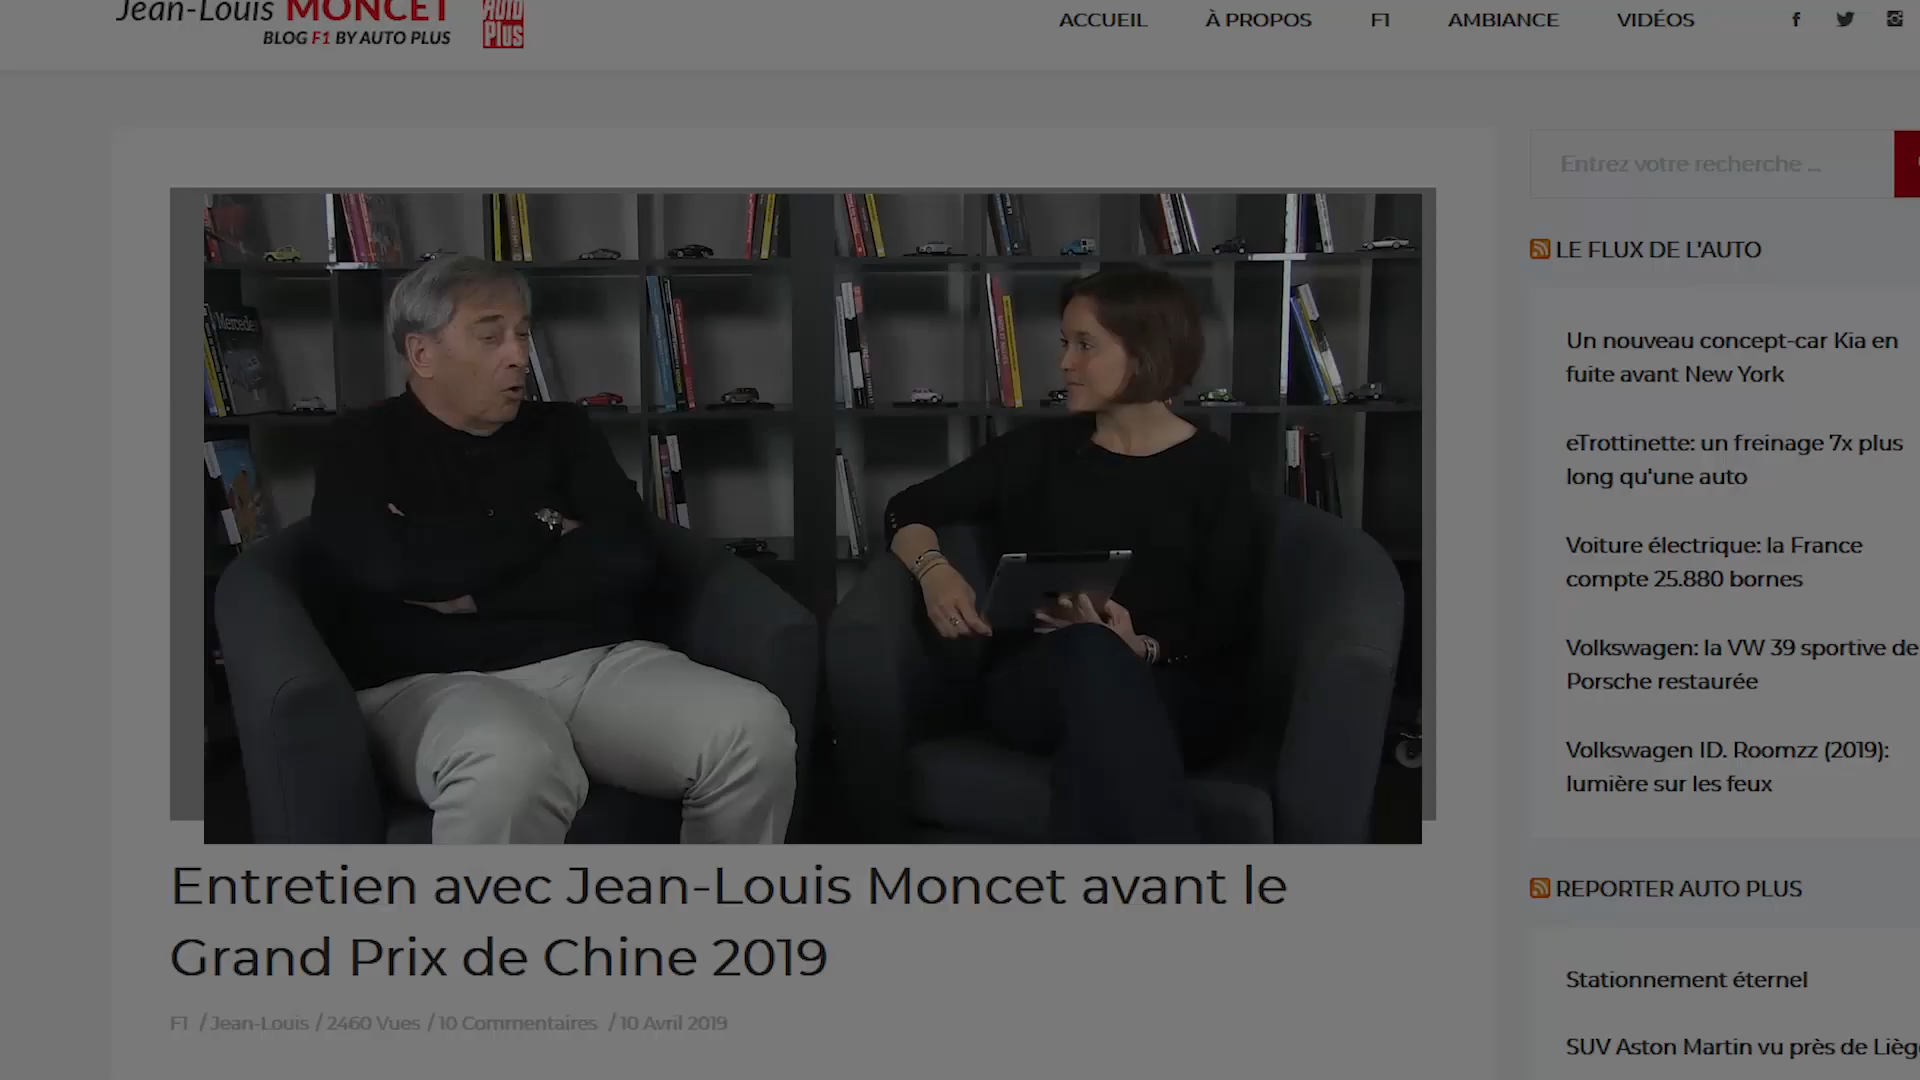 Jean-Louis MONCET
BLOG F1 BY AUTO PLUS
AUTO
PLUS
ACCUEIL
À PROPOS
F1
AMBIANCE
VIDÉOS
Entrez votre recherche ...
LE FLUX DE L'AUTO
Un nouveau concept-car Kia en
fuite avant New York
eTrottinette: un freinage 7x plus
long qu'une auto
Voiture électrique: la France
compte 25.880 bornes
Volkswagen: la VW 39 sportive de
Porsche restaurée
Volkswagen ID. Roomzz (2019):
lumière sur les feux
REPORTER AUTO PLUS
Stationnement éternel
SUV Aston Martin vu près de Lièg
Mercedes
Entretien avec Jean-Louis Moncet avant le
Grand Prix de Chine 2019
F1 / Jean-Louis / 2460 Vues / 10 Commentaires / 10 Avril 2019